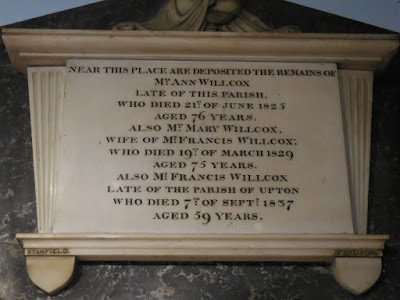 NEAR THIS PLACE ARE DEPOSITED THE REMAINS OF
Mrs ANN WILLCOX
LATE OF THIS PARISH.
WHO DIED 21st OF JUNE 1825
AGED 76 YEARS.
ALSO Mrs MARY WILLCOX,
WIFE OF Mr FRANCIS WILLCOX;
WHO DIED 19th OF MARCH 1829
AGED 75 YEARS.
ALSO Mr FRANCIS WILLCOX
LATE OF THE PARISH OF UPTON
WHO DIED 7th OF SEPTr 1837
AGED 59 YEARS.
STANFIELD